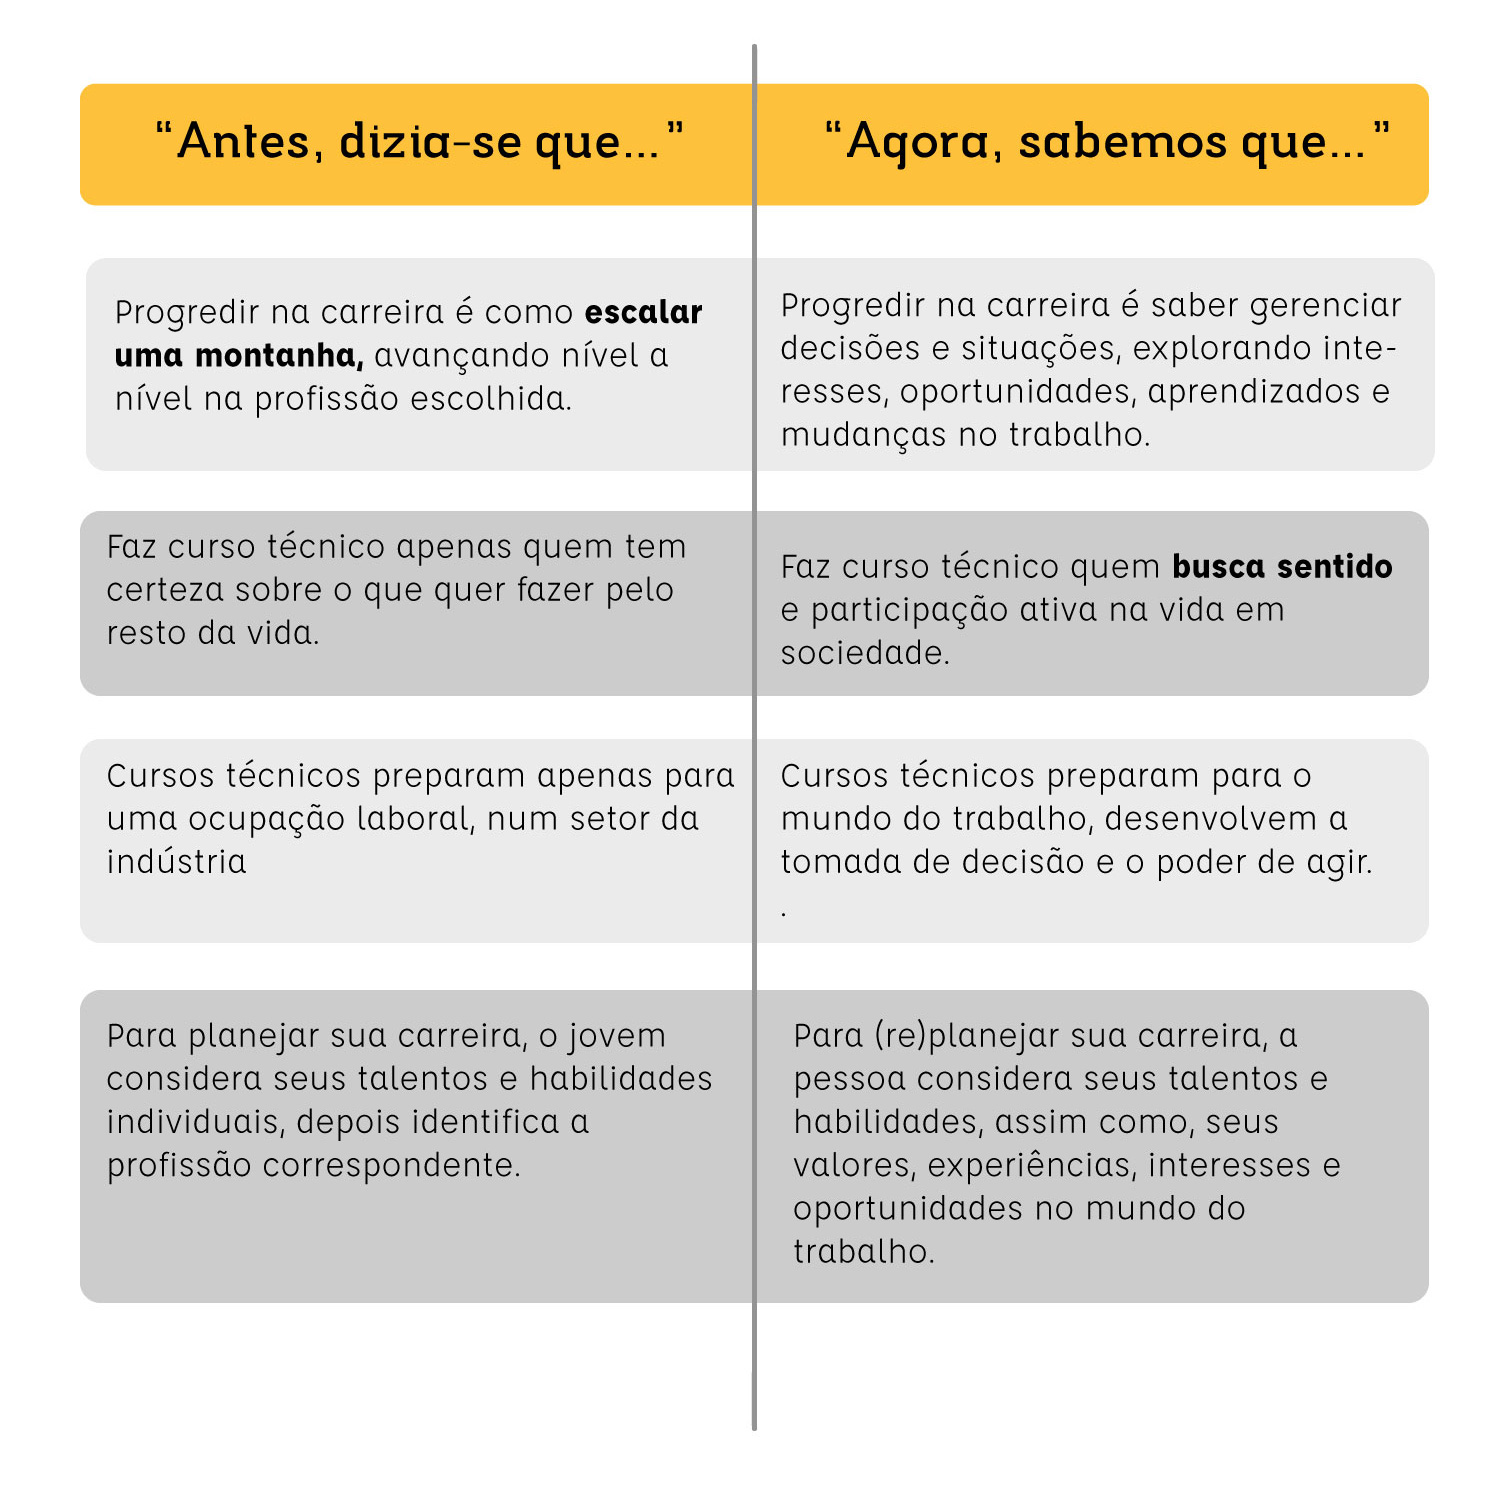 “Antes, dizia-se que...”
“Agora, sabemos que...”
Progredir na carreira é como escalar
uma montanha, avançando nível a
nível na profissão escolhida.
Progredir na carreira é saber gerenciar
decisões e situações, explorando inte-
resses, oportunidades, aprendizados e
mudanças no trabalho.
Faz curso técnico apenas quem tem
certeza sobre o que quer fazer pelo
resto da vida.
Faz curso técnico quem busca sentido
e participação ativa na vida em
sociedade.
Cursos técnicos preparam apenas para
uma ocupação laboral, num setor da
indústria
Cursos técnicos preparam para o
mundo do trabalho, desenvolvem a
tomada de decisão e o poder de agir.
.
Para planejar sua carreira, o jovem
considera seus talentos e habilidades
individuais, depois identifica a
profissão correspondente.
Para (re)planejar sua carreira, a
pessoa considera seus talentos e
habilidades, assim como, seus
valores, experiências, interesses e
oportunidades no mundo do
trabalho.